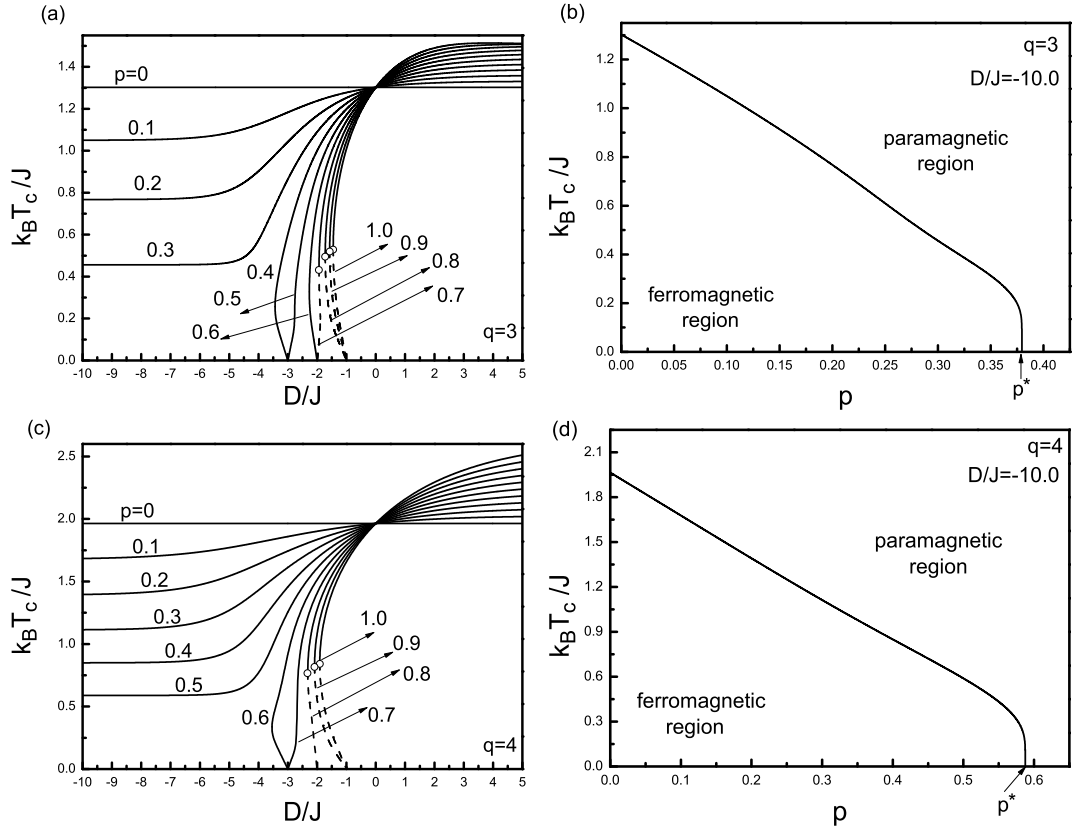 (a)
k_BT_c/J
1.4
1.2
1.0
0.8
0.6
0.4
0.2
0.0
p=0
0.1
0.2
0.3
0.4
0.5
0.6
1.0
0.9
0.8
0.7
q=3
-10 -9 -8 -7 -6 -5 -4 -3 -2 -1 0 1 2 3 4 5
D/J
(b)
k_BT_c/J
1.2
1.0
0.8
0.6
0.4
0.2
0.0
q=3
D/J=-10.0
paramagnetic
region
ferromagnetic
region
0.00 0.05 0.10 0.15 0.20 0.25 0.30 0.35 0.40
p*
p
(c)
k_BT_c/J
2.5
2.0
1.5
1.0
0.5
0.0
p=0
0.1
0.2
0.3
0.4
0.5
0.6
1.0
0.9
0.8
0.7
q=4
-10 -9 -8 -7 -6 -5 -4 -3 -2 -1 0 1 2 3 4 5
D/J
(d)
k_BT_c/J
2.1
1.8
1.5
1.2
0.9
0.6
0.3
0.0
q=4
D/J=-10.0
paramagnetic
region
ferromagnetic
region
0.0 0.1 0.2 0.3 0.4 0.5 0.6
p*
p